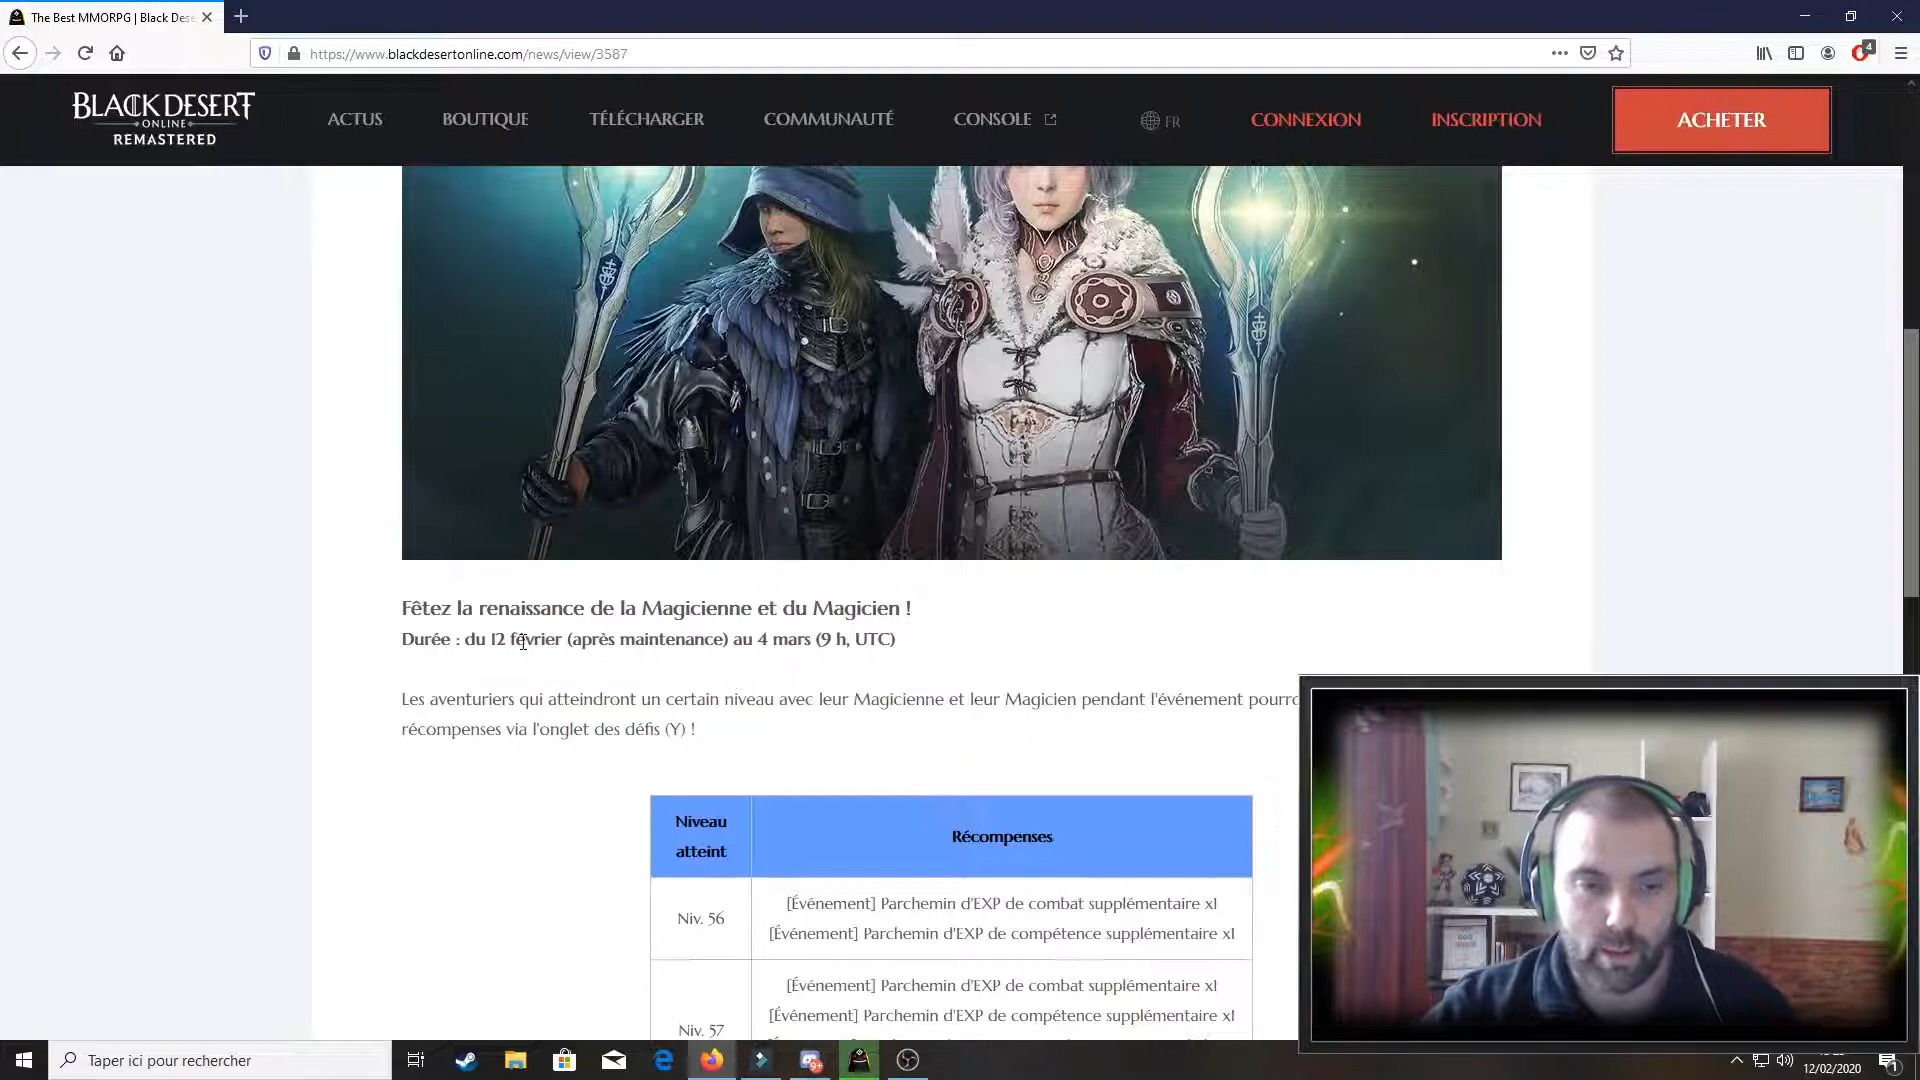 The Best MMORPG | Black Dese
https://www.blackdesertonline.com/news/view/3587
4
BLACK DESERT
ONLINE
REMASTERED
ACTUS
BOUTIQUE
TÉLÉCHARGER
COMMUNAUTÉ
CONSOLE
FR
CONNEXION
INSCRIPTION
ACHETER
Fêtez la renaissance de la Magicienne et du Magicien !
Durée : du 12 février (après maintenance) au 4 mars (9 h, UTC)
Les aventuriers qui atteindront un certain niveau avec leur Magicienne et leur Magicien pendant l'événement pourro
récompenses via l'onglet des défis (Y) !
Niveau
atteint
Récompenses
Niv. 56
[Événement] Parchemin d'EXP de combat supplémentaire x1
[Événement] Parchemin d'EXP de compétence supplémentaire x1
Niv. 57
[Événement] Parchemin d'EXP de combat supplémentaire x1
[Événement] Parchemin d'EXP de compétence supplémentaire x1
Taper ici pour rechercher
9+
12/02/2020
1